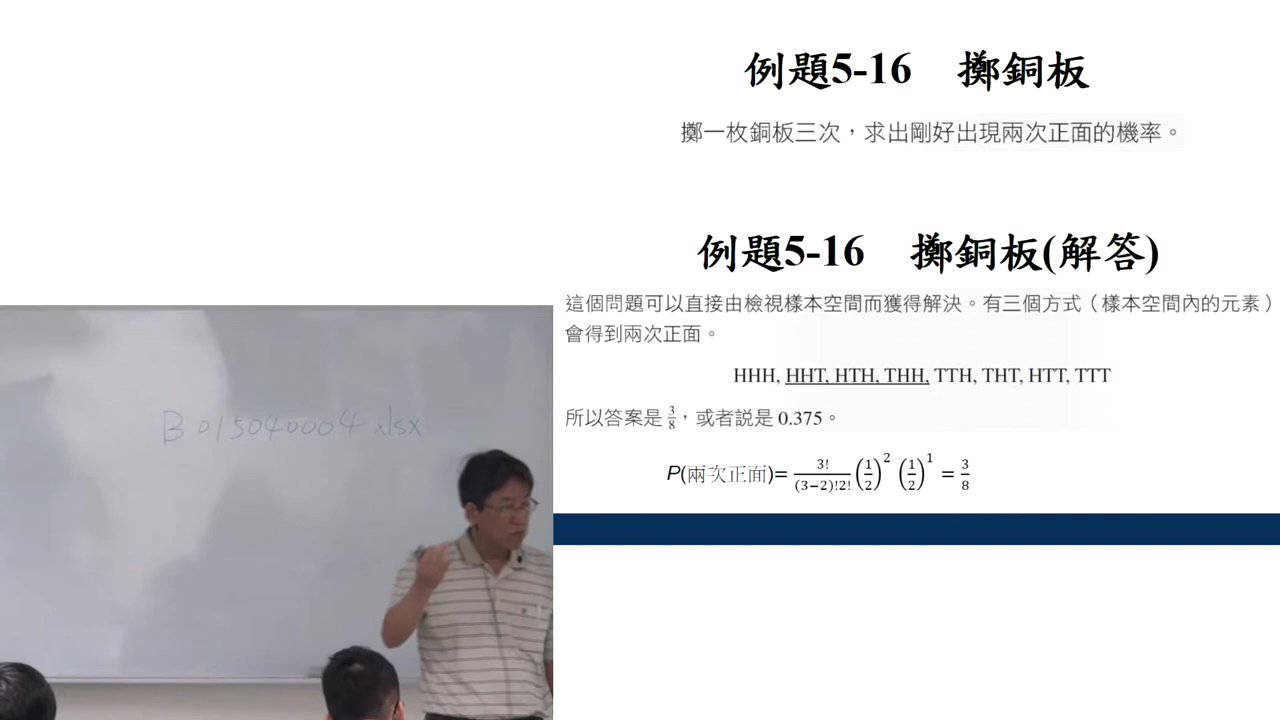 例題5-16 擲銅板
擲一枚銅板三次，求出剛好出現兩次正面的機率。
例題5-16 擲銅板(解答)
這個問題可以直接由檢視樣本空間而獲得解決。有三個方式（樣本空間內的元素）
會得到兩次正面。
HHH, HHT, HTH, THH, TTH, THT, HTT, TTT
所以答案是 3/8，或者説是 0.375。
P(兩次正面)= 3!/((3−2)!2!) (1/2)^2 (1/2)^1 = 3/8
B015040004 xlsx